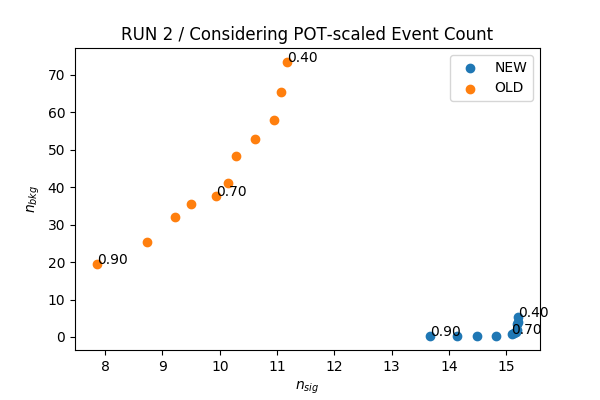 RUN 2 / Considering POT-scaled Event Count
NEW
OLD
0.40
0.70
0.90
0.40
0.70
0.90
70
60
50
40
30
20
10
0
n_bkg
8 9 10 11 12 13 14 15
n_sig